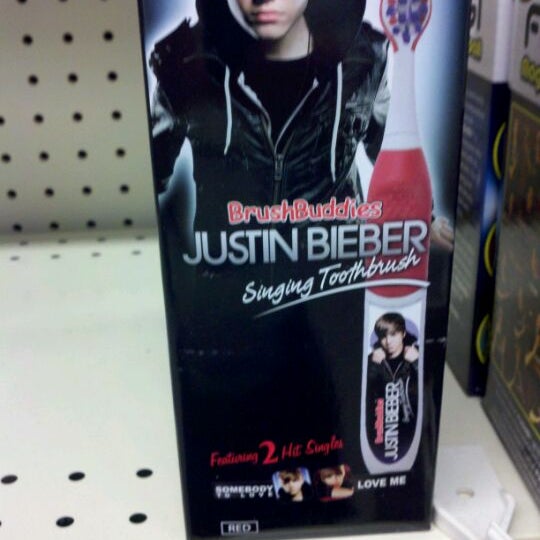 BrushBuddies
JUSTIN BIEBER
Singing Toothbrush
BrushBuddies
JUSTIN BIEBER
Featuring 2 Hit Singles
SOMEBODY TO LOVE
LOVE ME
RED